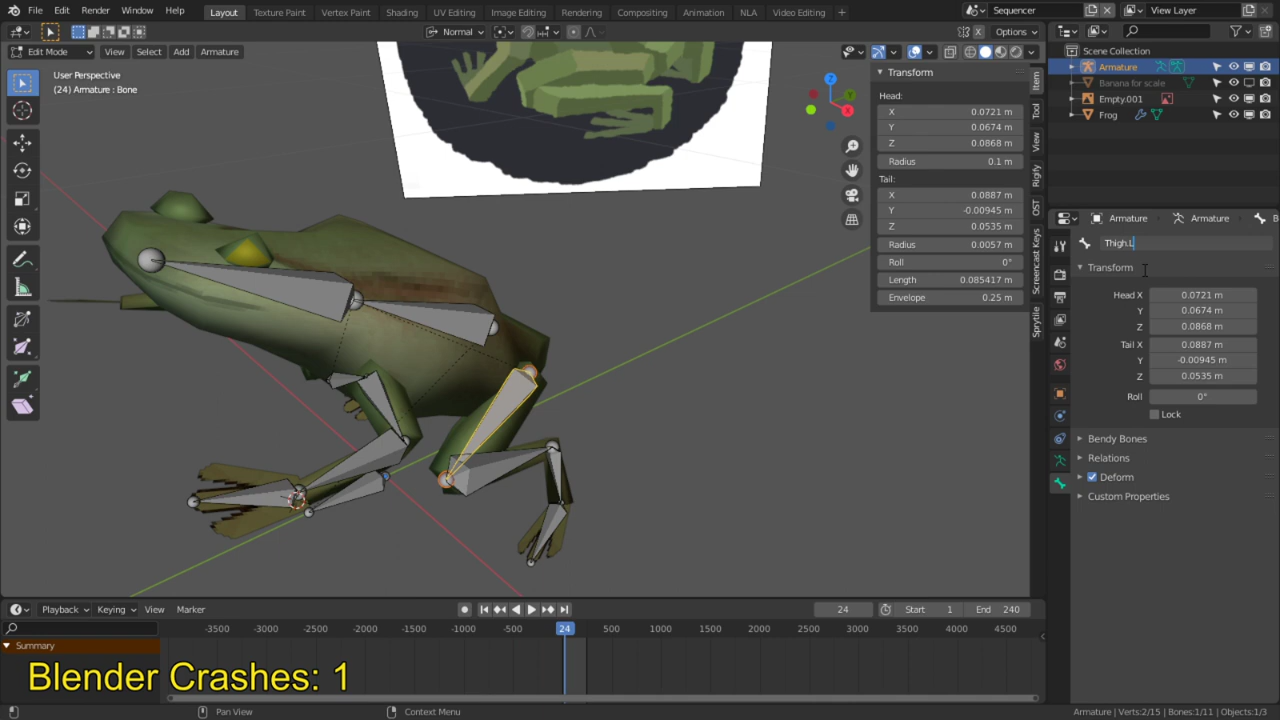 File Edit Render Window Help Layout Texture Paint Vertex Paint Shading UV Editing Image Editing Rendering Compositing Animation NLA Video Editing + Sequencer View Layer
Normal Options
Edit Mode View Select Add Armature
User Perspective
(24) Armature : Bone
Transform
Head:
X 0.0721 m
Y 0.0674 m
Z 0.0868 m
Radius 0.1 m
Tail:
X 0.0887 m
Y -0.00945 m
Z 0.0535 m
Radius 0.0057 m
Roll 0°
Length 0.085417 m
Envelope 0.25 m
Item
Tool
View
Rigify
OST
Screencast Keys
Sprytile
Scene Collection
Armature
Banana for scale
Empty.001
Frog
Armature Armature B
Thigh.L
Transform
Head X 0.0721 m
Y 0.0674 m
Z 0.0868 m
Tail X 0.0887 m
Y -0.00945 m
Z 0.0535 m
Roll 0°
Lock
Bendy Bones
Relations
Deform
Custom Properties
Playback Keying View Marker 24 Start 1 End 240
-3500 -3000 -2500 -2000 -1500 -1000 -500 24 500 1000 1500 2000 2500 3000 3500 4000 4500
Summary
Blender Crashes: 1
Pan View Context Menu Armature | Verts:2/15 | Bones:1/11 | Objects:1/3